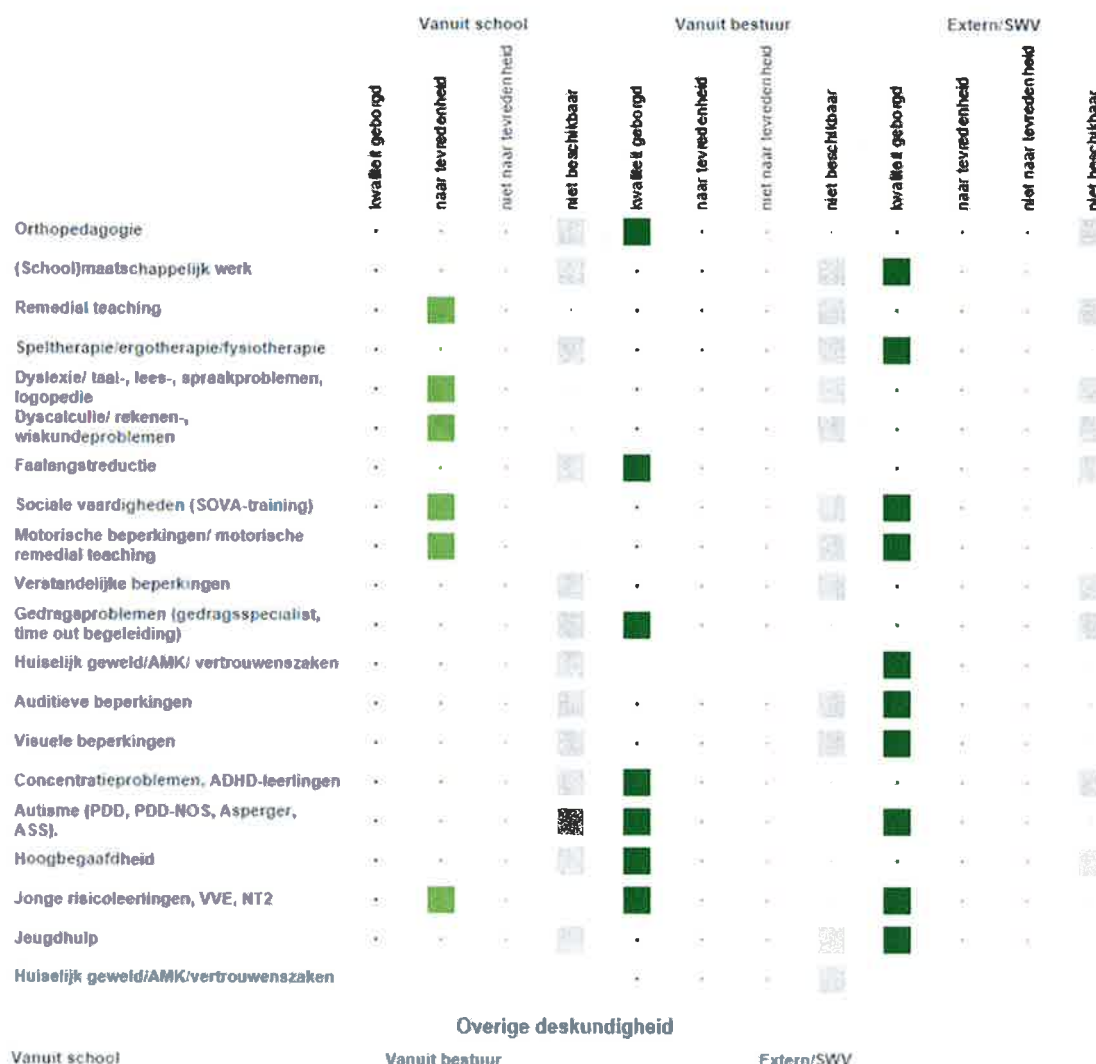 Vanuit school Vanuit bestuur Extern/SWV
kwaliteit geborgd
naar tevredenheid
niet naar tevredenheid
niet beschikbaar
kwaliteit geborgd
naar tevredenheid
niet naar tevredenheid
niet beschikbaar
kwaliteit geborgd
naar tevredenheid
niet naar tevredenheid
niet beschikbaar
Orthopedagogie
(School)maatschappelijk werk
Remedial teaching
Speltherapie/ergotherapie/fysiotherapie
Dyslexie/ taal-, lees-, spraakproblemen,
logopedie
Dyscalculie/ rekenen-,
wiskundeproblemen
Faalangstreductie
Sociale vaardigheden (SOVA-training)
Motorische beperkingen/ motorische
remedial teaching
Verstandelijke beperkingen
Gedragsproblemen (gedragsspecialist,
time out begeleiding)
Huiselijk geweld/AMK/ vertrouwenszaken
Auditieve beperkingen
Visuele beperkingen
Concentratieproblemen, ADHD-leerlingen
Autisme (PDD, PDD-NOS, Asperger,
ASS).
Hoogbegaafdheid
Jonge risicoleerlingen, VVE, NT2
Jeugdhulp
Huiselijk geweld/AMK/vertrouwenszaken
Overige deskundigheid
Vanuit school Vanuit bestuur Extern/SWV